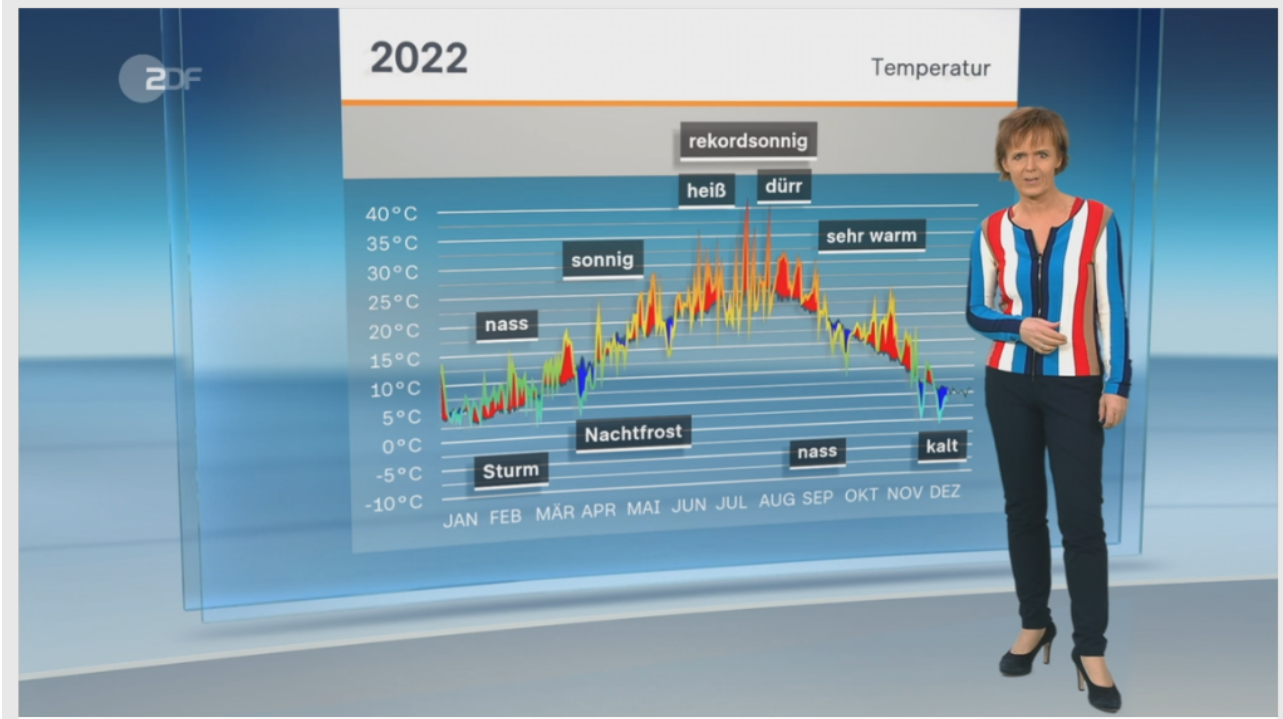 ZDF
2022
Temperatur
rekordsonnig
heiß
dürr
sehr warm
sonnig
nass
Nachtfrost
Sturm
nass
kalt
40°C
35°C
30°C
25°C
20°C
15°C
10°C
5°C
0°C
-5°C
-10°C
JAN FEB MÄR APR MAI JUN JUL AUG SEP OKT NOV DEZ